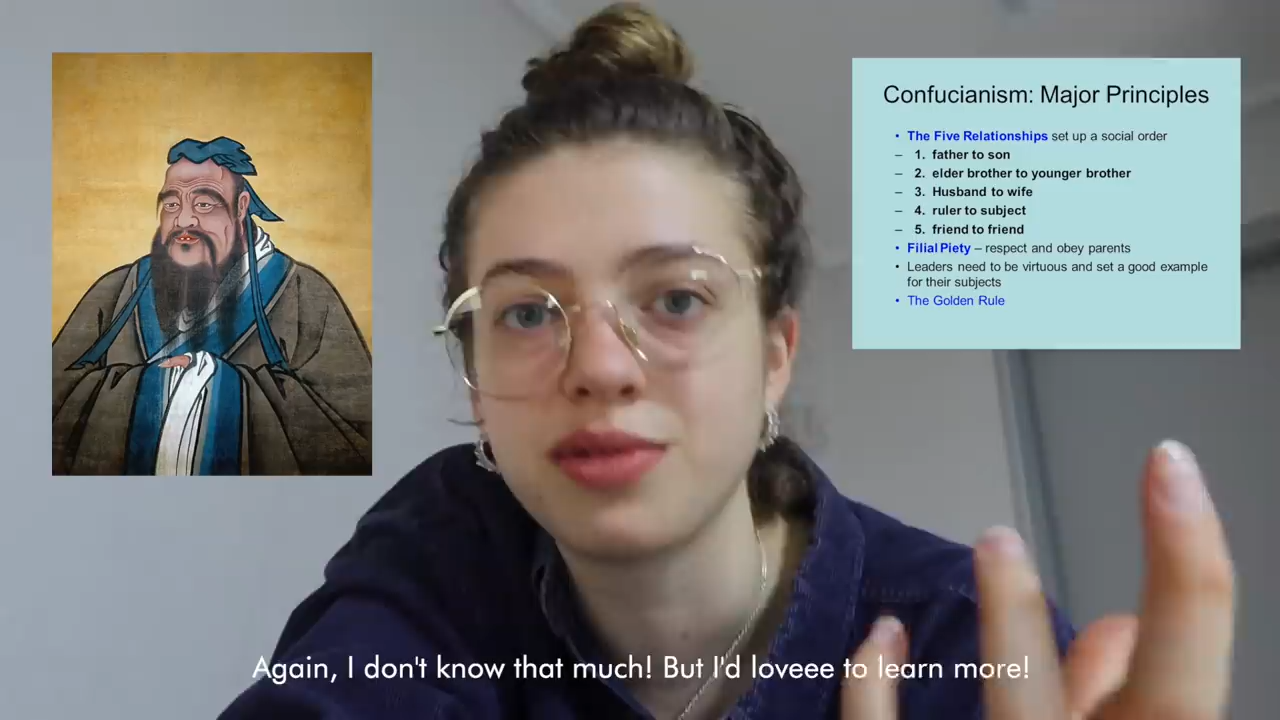 Confucianism: Major Principles
• The Five Relationships set up a social order
– 1. father to son
– 2. elder brother to younger brother
– 3. Husband to wife
– 4. ruler to subject
– 5. friend to friend
• Filial Piety – respect and obey parents
• Leaders need to be virtuous and set a good example
for their subjects
• The Golden Rule
Again, I don't know that much! But I'd loveee to learn more!